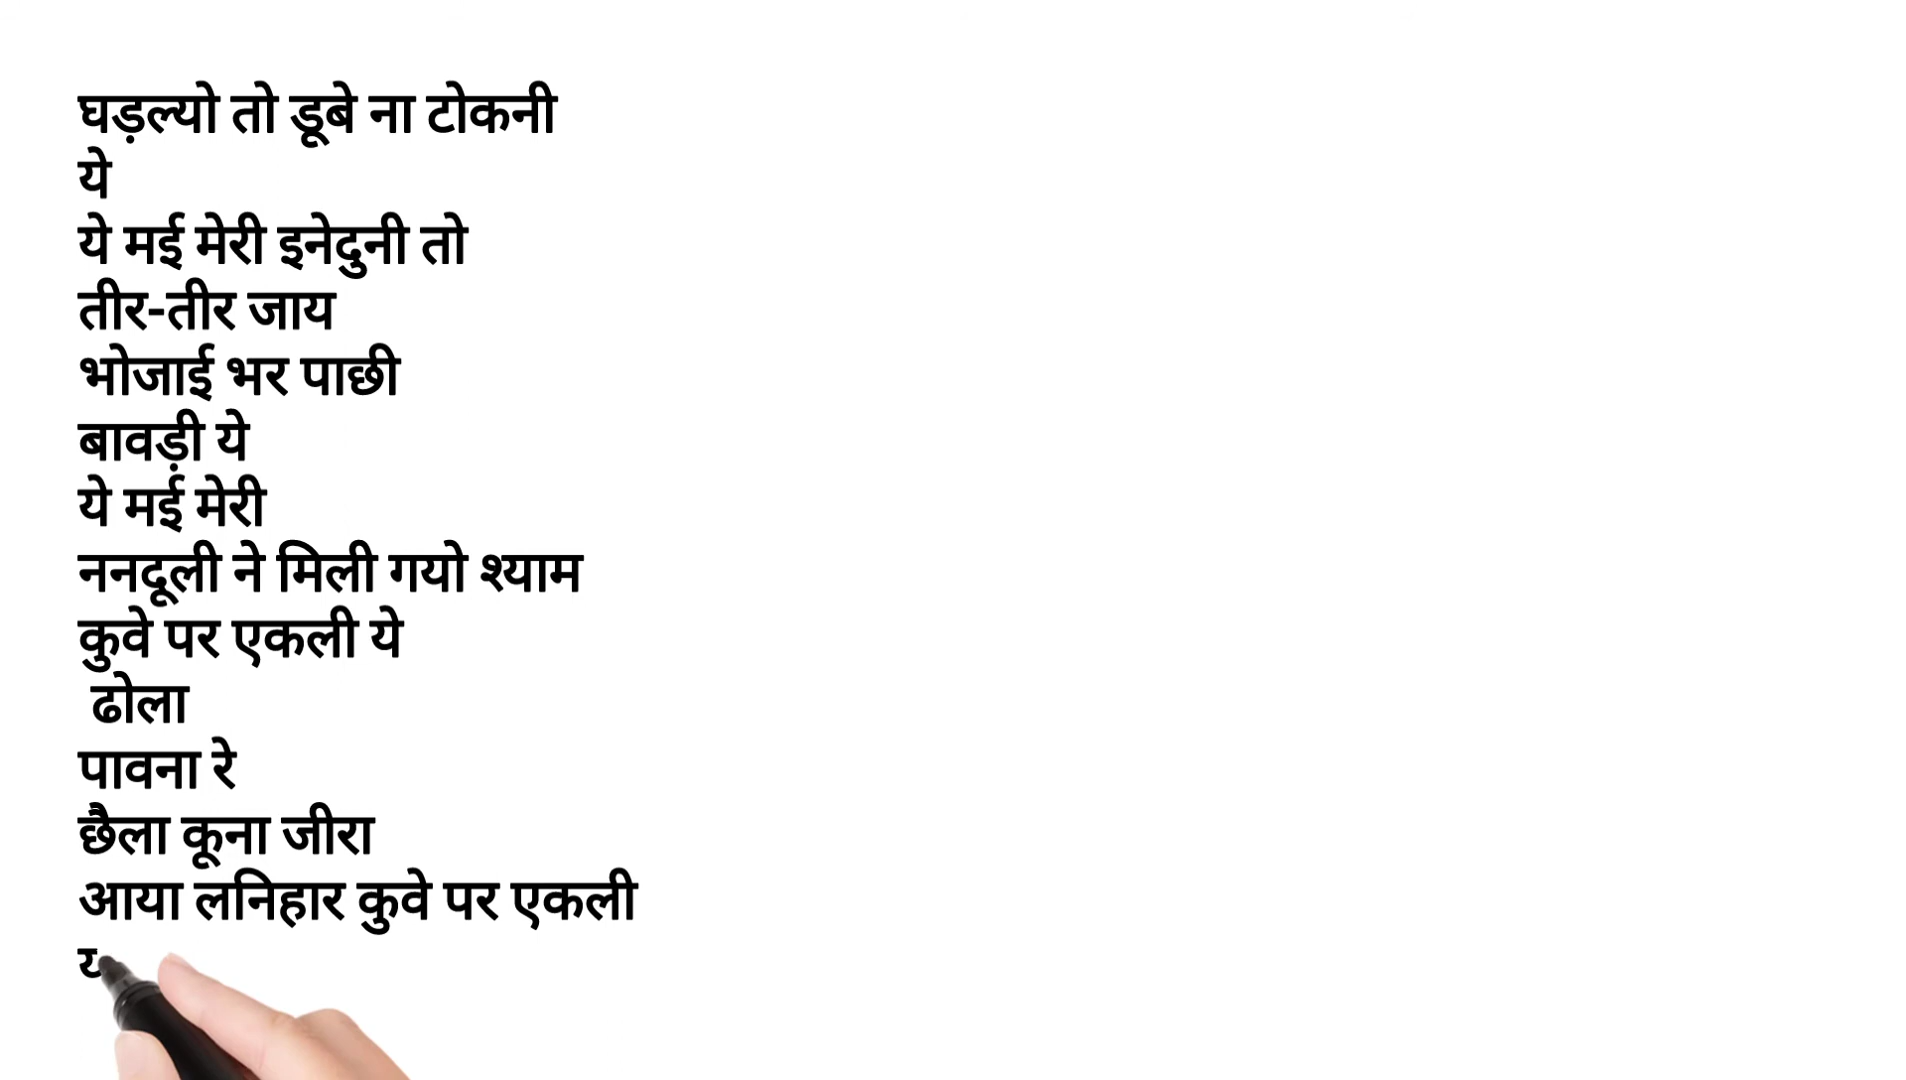 घड़ल्यो तो डूबे ना टोकनी
ये
ये मई मेरी इनेदुनी तो
तीर-तीर जाय
भोजाई भर पाछी
बावड़ी ये
ये मई मेरी
ननदूली ने मिली गयो श्याम
कुवे पर एकली ये
ढोला
पावना रे
छैला कूना जीरा
आया लनिहार कुवे पर एकली